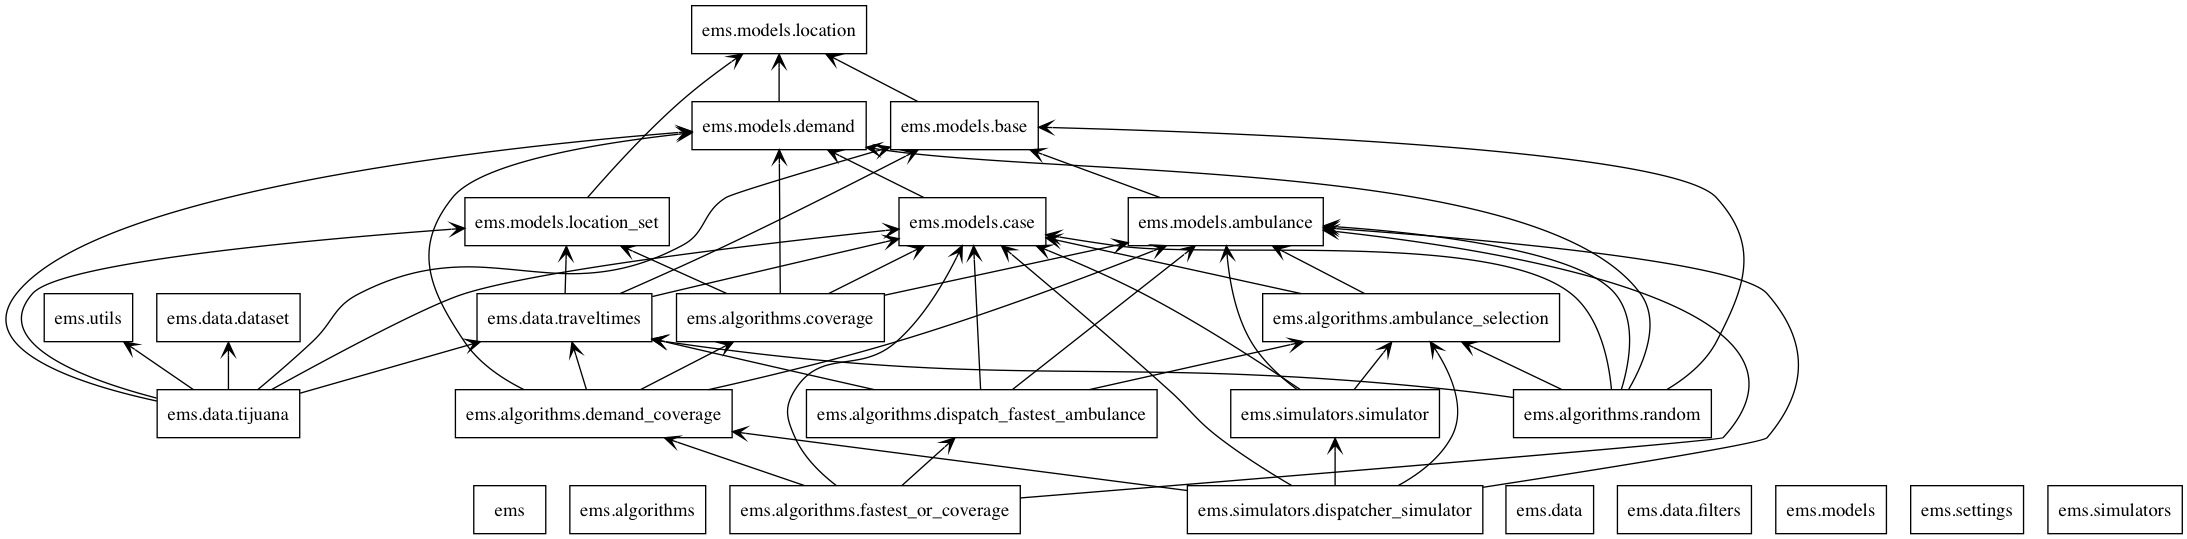 ems.models.location
ems.models.demand
ems.models.base
ems.models.location_set
ems.models.case
ems.models.ambulance
ems.utils
ems.data.dataset
ems.data.traveltimes
ems.algorithms.coverage
ems.algorithms.ambulance_selection
ems.data.tijuana
ems.algorithms.demand_coverage
ems.algorithms.dispatch_fastest_ambulance
ems.simulators.simulator
ems.algorithms.random
ems
ems.algorithms
ems.algorithms.fastest_or_coverage
ems.simulators.dispatcher_simulator
ems.data
ems.data.filters
ems.models
ems.settings
ems.simulators